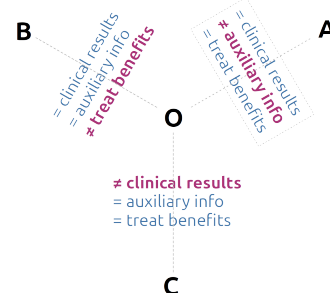 B
= clinical results
= auxiliary info
≠ treat benefits
A
= clinical results
≠ auxiliary info
= treat benefits
O
≠ clinical results
= auxiliary info
= treat benefits
C